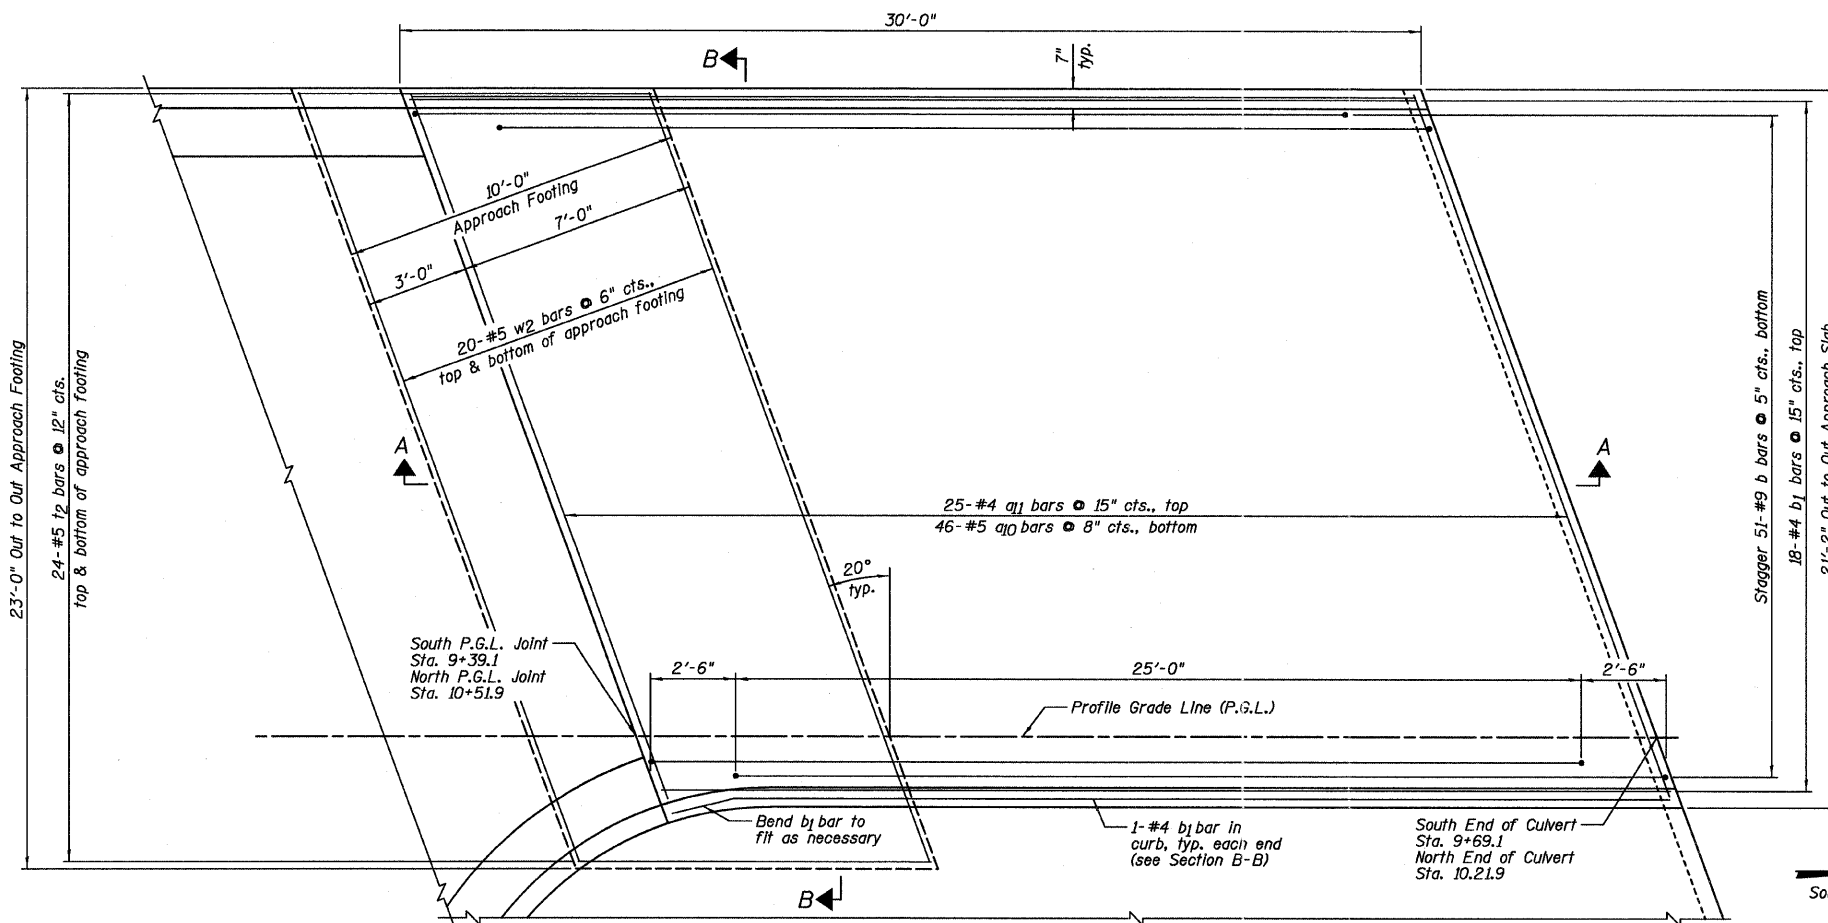 30'-0"
B
7"
typ.
10'-0"
Approach Footing
7'-0"
3'-0"
20-#5 w2 bars @ 6" cts.,
top & bottom of approach footing
23'-0" Out to Out Approach Footing
24-#5 t2 bars @ 12" cts.
top & bottom of approach footing
A
A
25-#4 a11 bars @ 15" cts., top
46-#5 a10 bars @ 8" cts., bottom
Stagger 51-#9 b bars @ 5" cts., bottom
18-#4 b1 bars @ 15" cts., top
Out to Out Approach Slab
20°
typ.
South P.G.L. Joint
Sta. 9+39.1
North P.G.L. Joint
Sta. 10+51.9
2'-6"
25'-0"
2'-6"
Profile Grade Line (P.G.L.)
Bend b1 bar to
fit as necessary
1-#4 b1 bar in
curb, typ. each end
(see Section B-B)
South End of Culvert
Sta. 9+69.1
North End of Culvert
Sta. 10.21.9
B